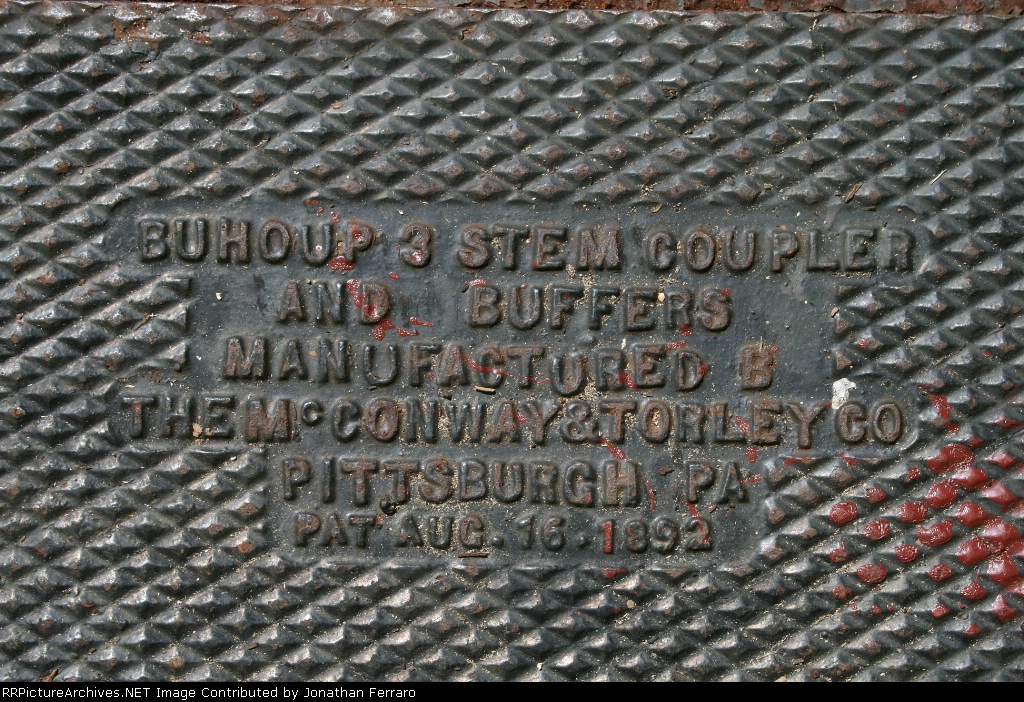 BUHOUP 3 STEM COUPLER
AND BUFFERS
MANUFACTURED B
THE McCONWAY & TORLEY CO
PITTSBURGH PA
PAT AUG. 16. 1892
RRPictureArchives.NET Image Contributed by Jonathan Ferraro